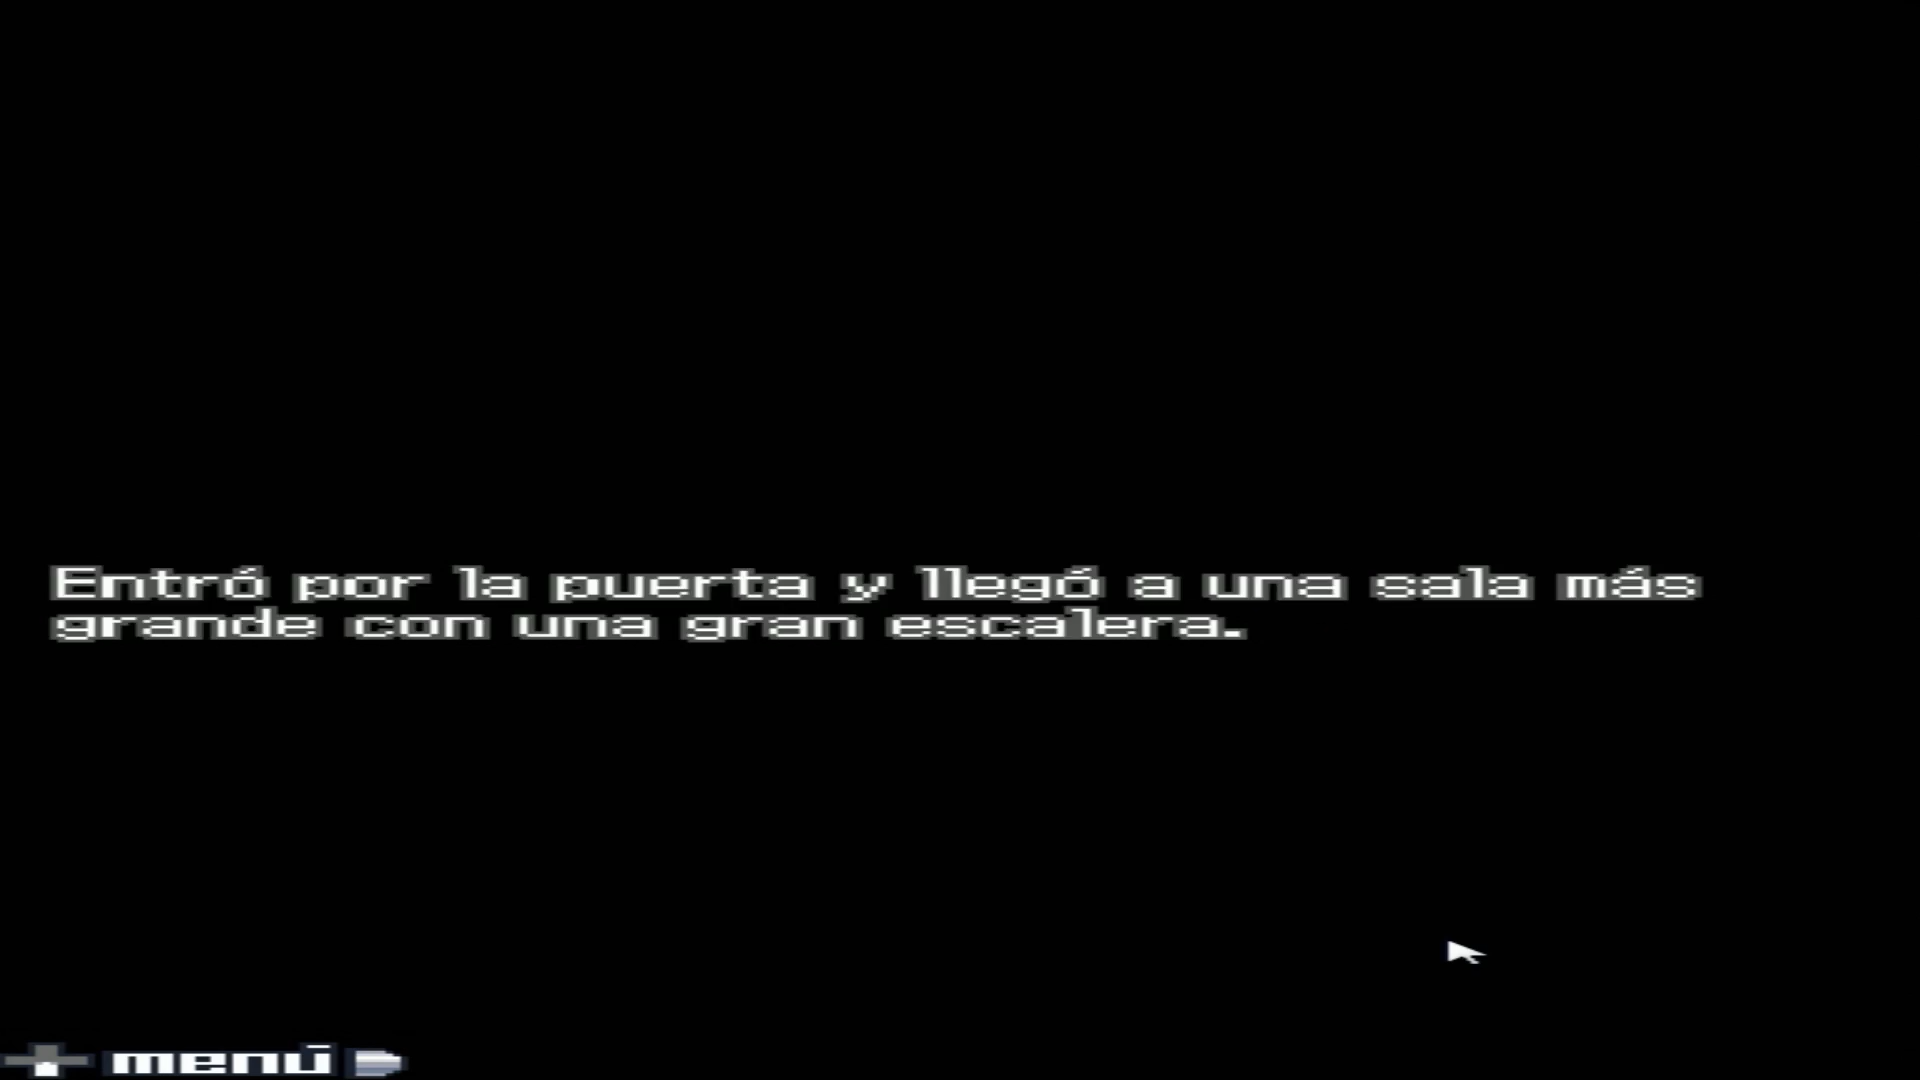 Entró por la puerta y llegó a una sala más
grande con una gran escalera.
menú